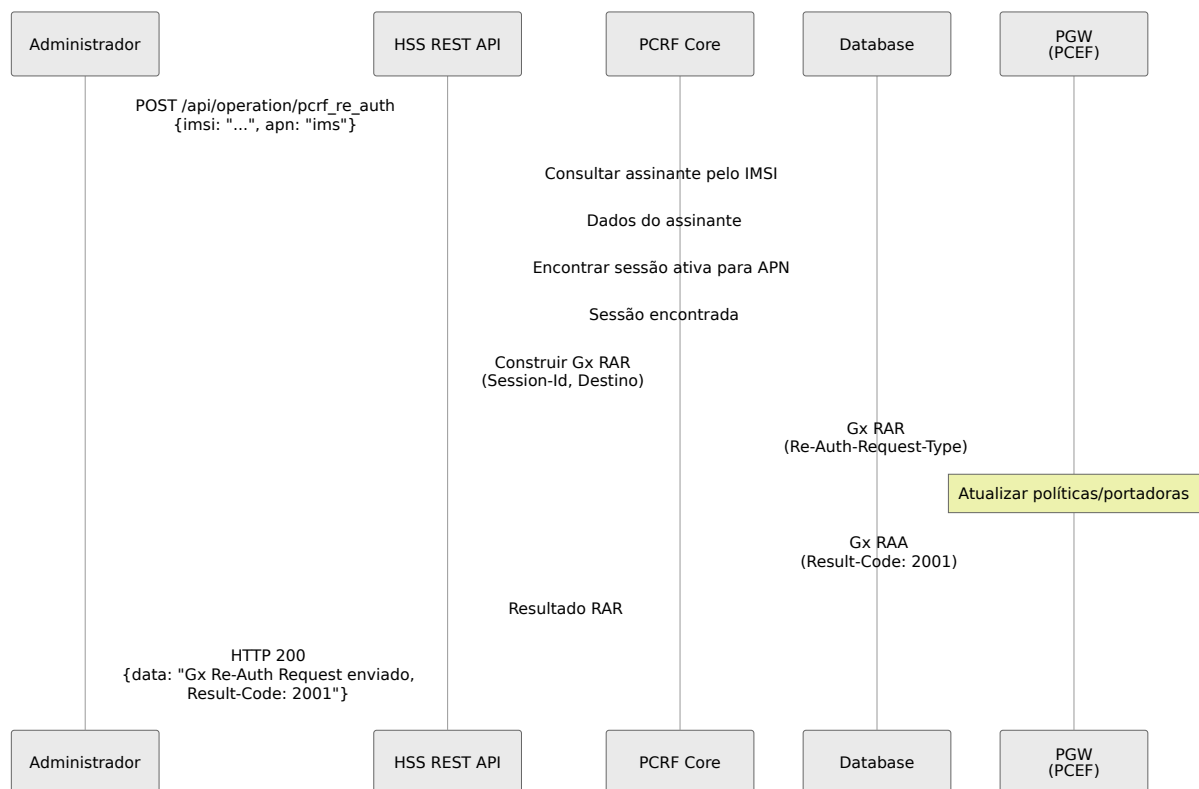 Administrador
HSS REST API
PCRF Core
Database
PGW
(PCEF)
POST /api/operation/pcrf_re_auth
{imsi: "...", apn: "ims"}
Consultar assinante pelo IMSI
Dados do assinante
Encontrar sessão ativa para APN
Sessão encontrada
Construir Gx RAR
(Session-Id, Destino)
Gx RAR
(Re-Auth-Request-Type)
Atualizar políticas/portadoras
Gx RAA
(Result-Code: 2001)
Resultado RAR
HTTP 200
{data: "Gx Re-Auth Request enviado,
Result-Code: 2001"}
Administrador
HSS REST API
PCRF Core
Database
PGW
(PCEF)